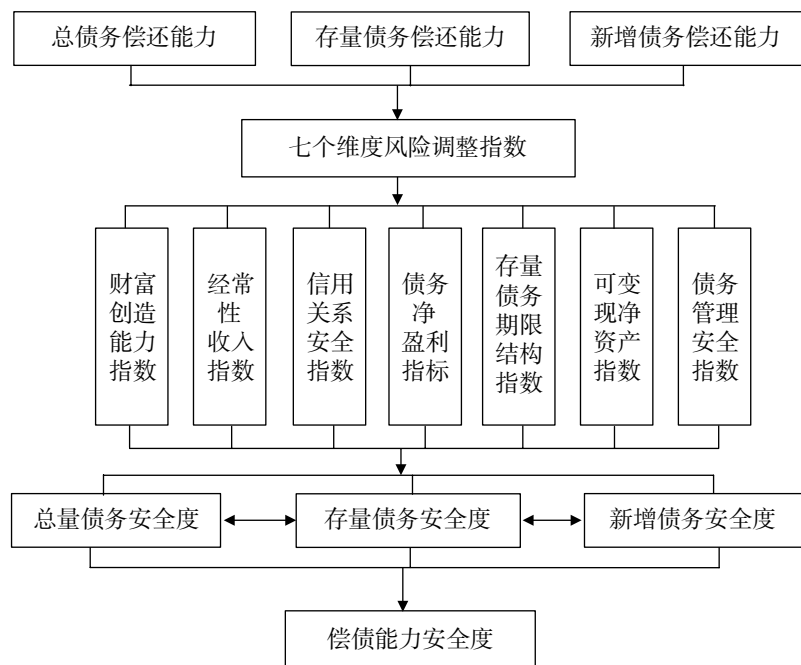 总债务偿还能力
存量债务偿还能力
新增债务偿还能力
七个维度风险调整指数
财富
创造
能力
指数
经常
性
收入
指数
信用
关系
安全
指数
债务
净
盈利
指标
存量
债务
期限
结构
指数
可变
现净
资产
指数
债务
管理
安全
指数
总量债务安全度
存量债务安全度
新增债务安全度
偿债能力安全度